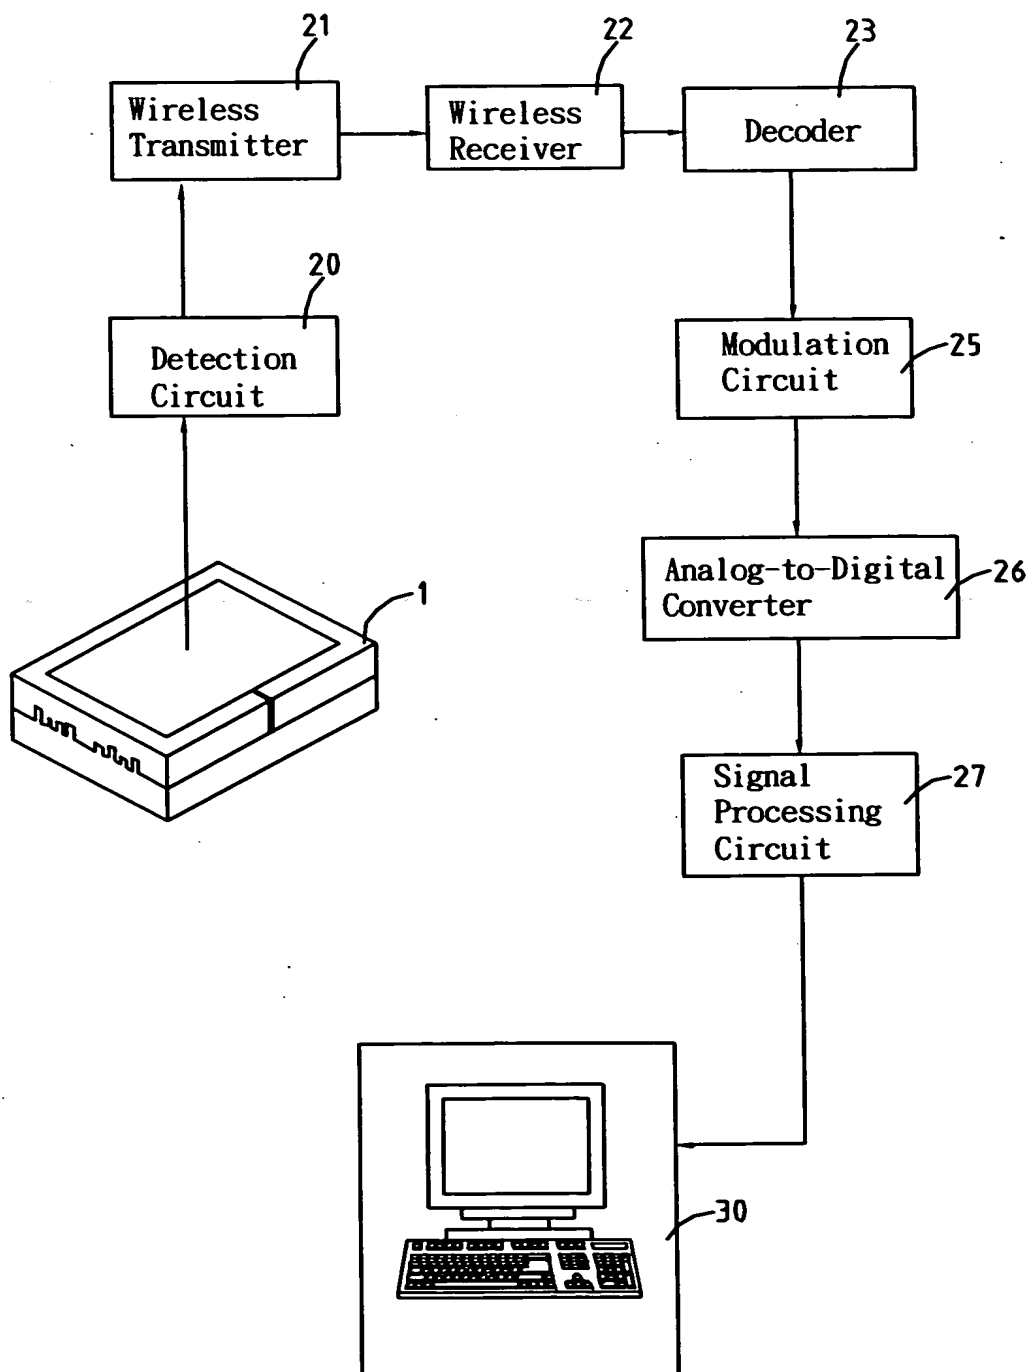 21
22
23
Wireless
Transmitter
Wireless
Receiver
Decoder
20
Detection
Circuit
Modulation
Circuit
25
Analog-to-Digital
Converter
26
1
Signal
Processing
Circuit
27
30